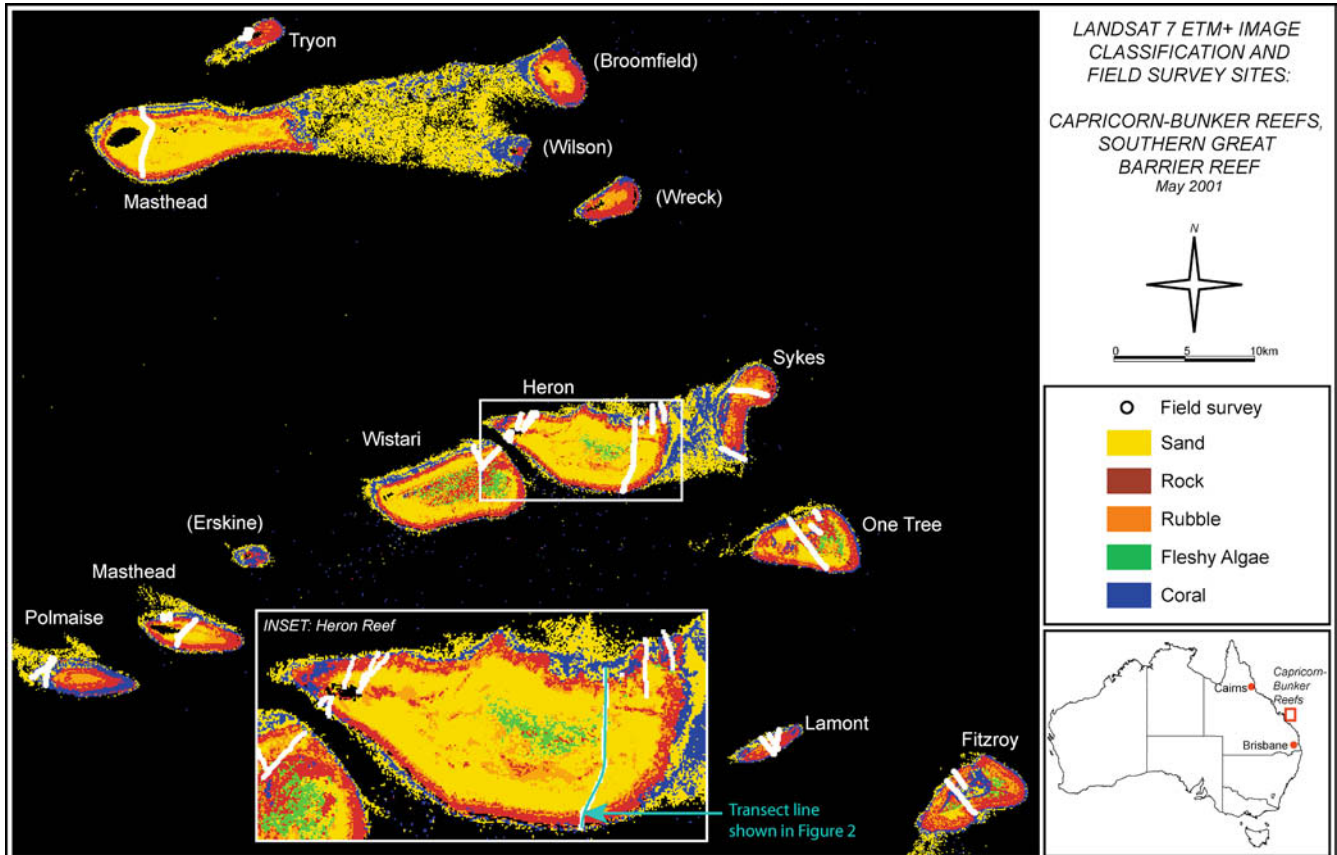 Tryon
(Broomfield)
(Wilson)
Masthead
(Wreck)
Sykes
Heron
Wistari
(Erskine)
One Tree
Masthead
Polmaise
INSET: Heron Reef
Lamont
Fitzroy
Transect line
shown in Figure 2
LANDSAT 7 ETM+ IMAGE
CLASSIFICATION AND
FIELD SURVEY SITES:
CAPRICORN-BUNKER REEFS,
SOUTHERN GREAT
BARRIER REEF
May 2001
N
0 5 10km
Field survey
Sand
Rock
Rubble
Fleshy Algae
Coral
Capricorn-
Bunker
Reefs
Cairns
Brisbane